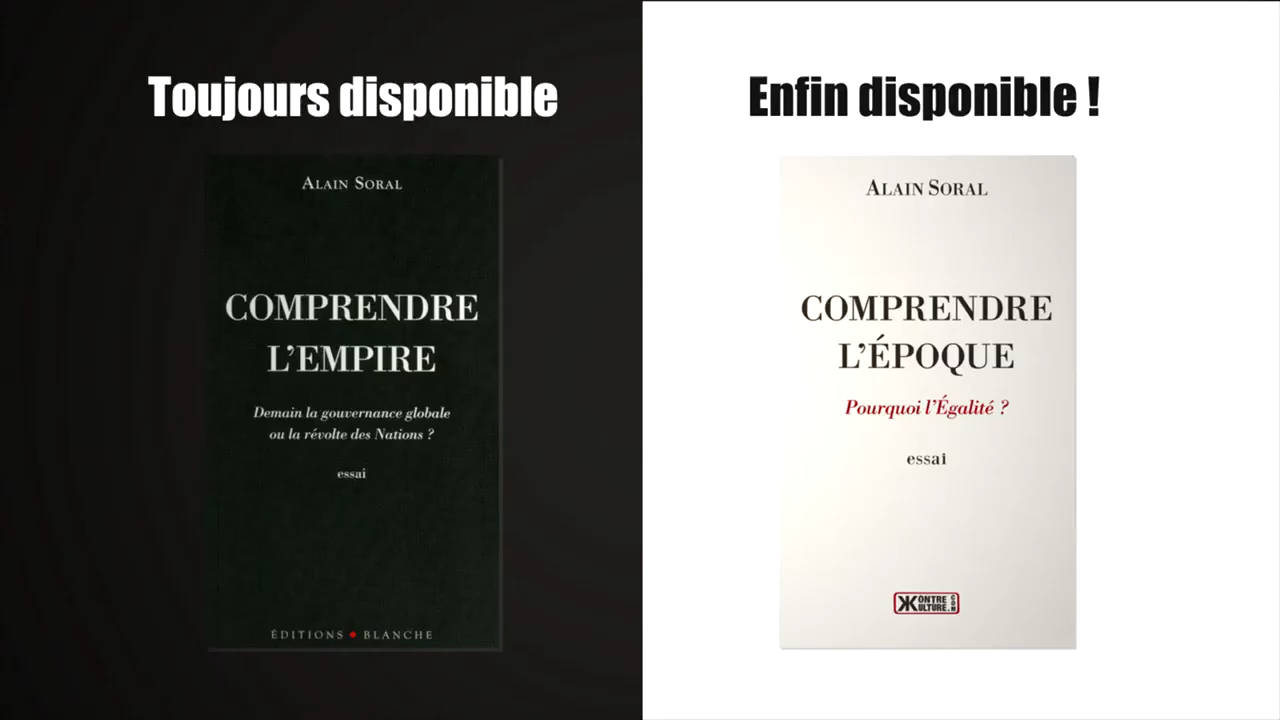 Toujours disponible
ALAIN SORAL
COMPRENDRE
L'EMPIRE
Demain la gouvernance globale
ou la révolte des Nations ?
essai
ÉDITIONS BLANCHE
Enfin disponible !
ALAIN SORAL
COMPRENDRE
L'ÉPOQUE
Pourquoi l'Égalité ?
essai
KONTRE
KULTURE.COM